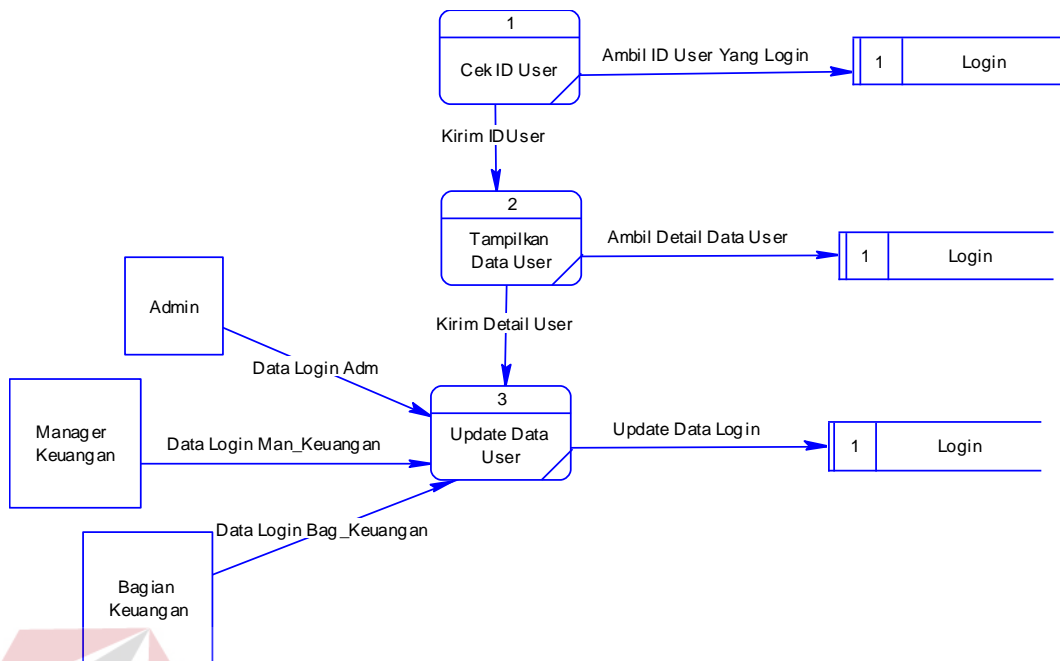 1
Cek ID User
Ambil ID User Yang Login
1
Login
Kirim IDUser
2
Tampilkan
Data User
Ambil Detail Data User
1
Login
Admin
Kirim Detail User
Data Login Adm
3
Update Data
User
Update Data Login
1
Login
Manager
Keuangan
Data Login Man_Keuangan
Data Login Bag_Keuangan
Bagian
Keuangan